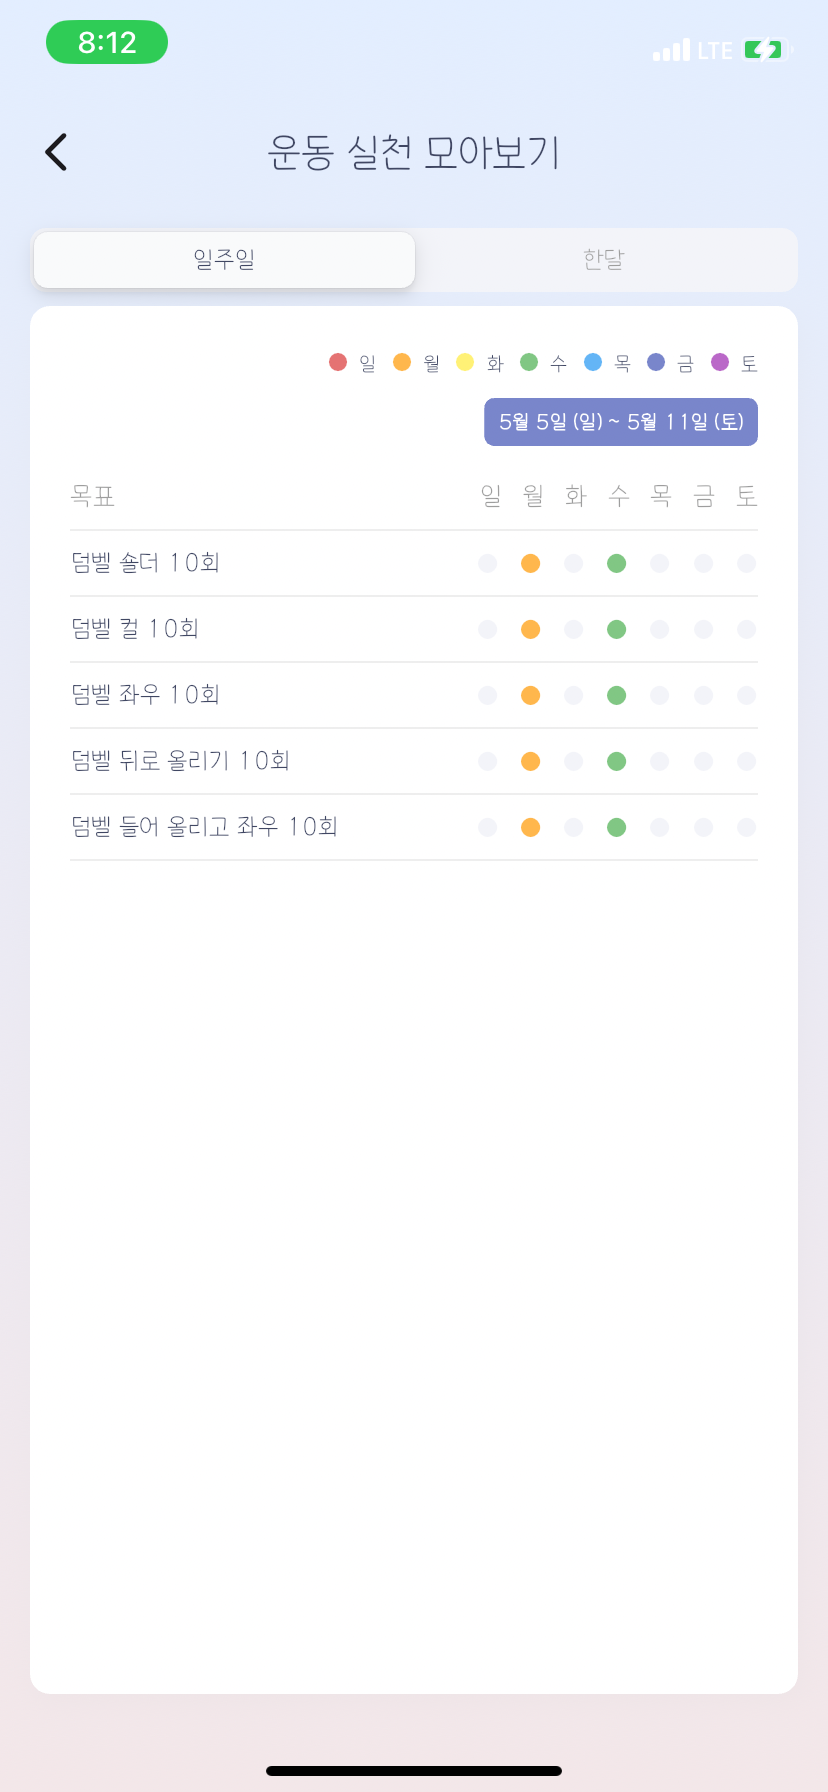 8:12 LTE
운동 실천 모아보기
일주일 한달
일 월 화 수 목 금 토
5월 5일 (일) ~ 5월 11일 (토)
목표 일 월 화 수 목 금 토
덤벨 숄더 10회
덤벨 컬 10회
덤벨 좌우 10회
덤벨 뒤로 올리기 10회
덤벨 들어 올리고 좌우 10회